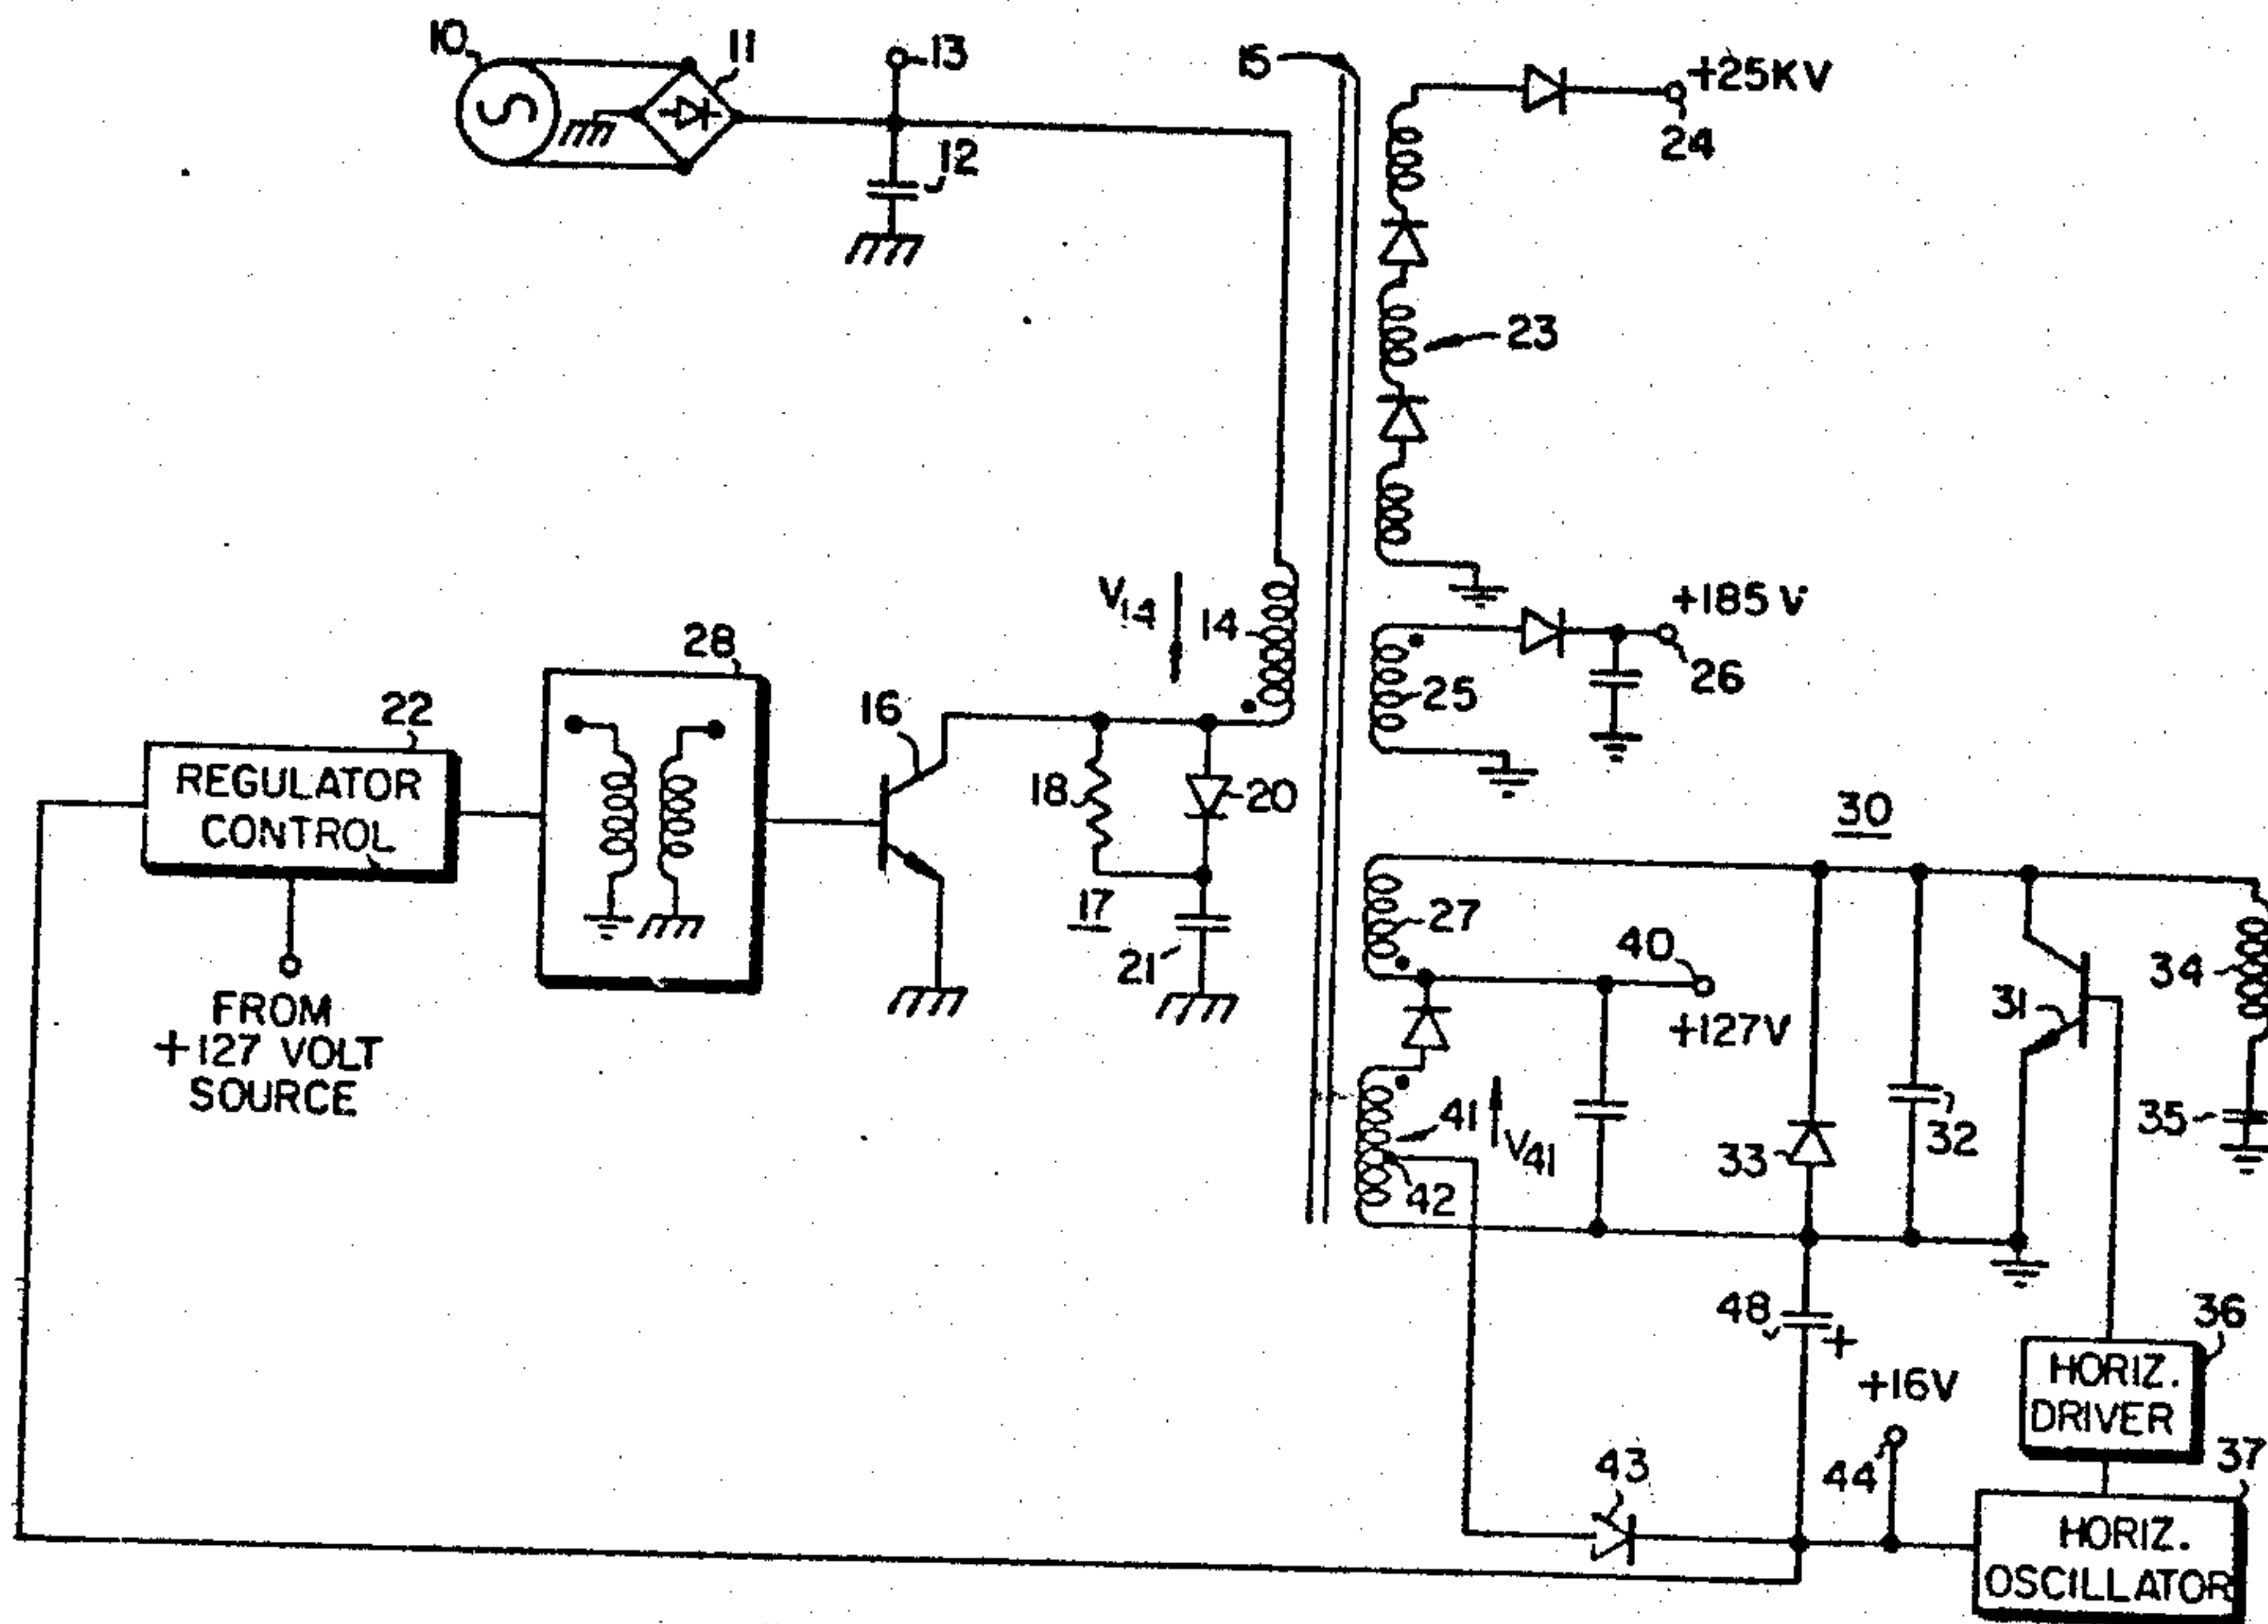 10
11
13
15
+25KV
24
12
23
V14
14
+185 V
26
25
28
22
16
REGULATOR
CONTROL
18
20
30
17
21
27
40
+127V
34
31
FROM
+127 VOLT
SOURCE
41
V41
42
33
32
35
48
+
36
HORIZ.
DRIVER
+16V
43
44
37
HORIZ.
OSCILLATOR